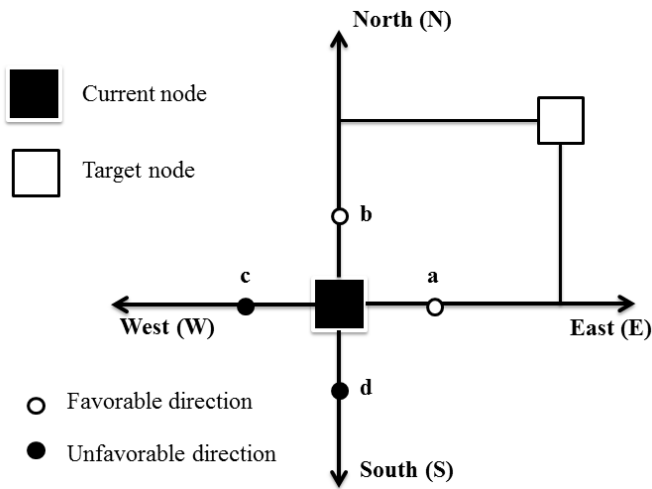 North (N)
Current node
Target node
b
c
a
West (W)
East (E)
Favorable direction
d
Unfavorable direction
South (S)